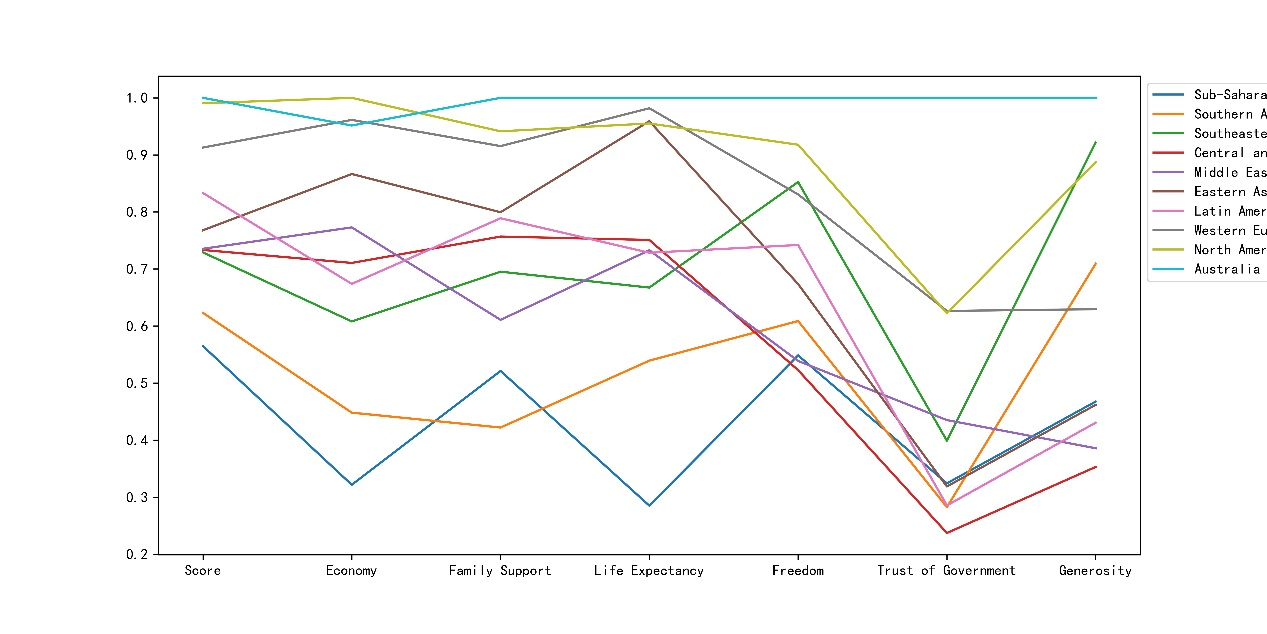 1.0
0.9
0.8
0.7
0.6
0.5
0.4
0.3
0.2
Score Economy Family Support Life Expectancy Freedom Trust of Government Generosity
Sub-Sahara
Southern A
Southeaste
Central an
Middle Eas
Eastern As
Latin Amer
Western Eu
North Amer
Australia